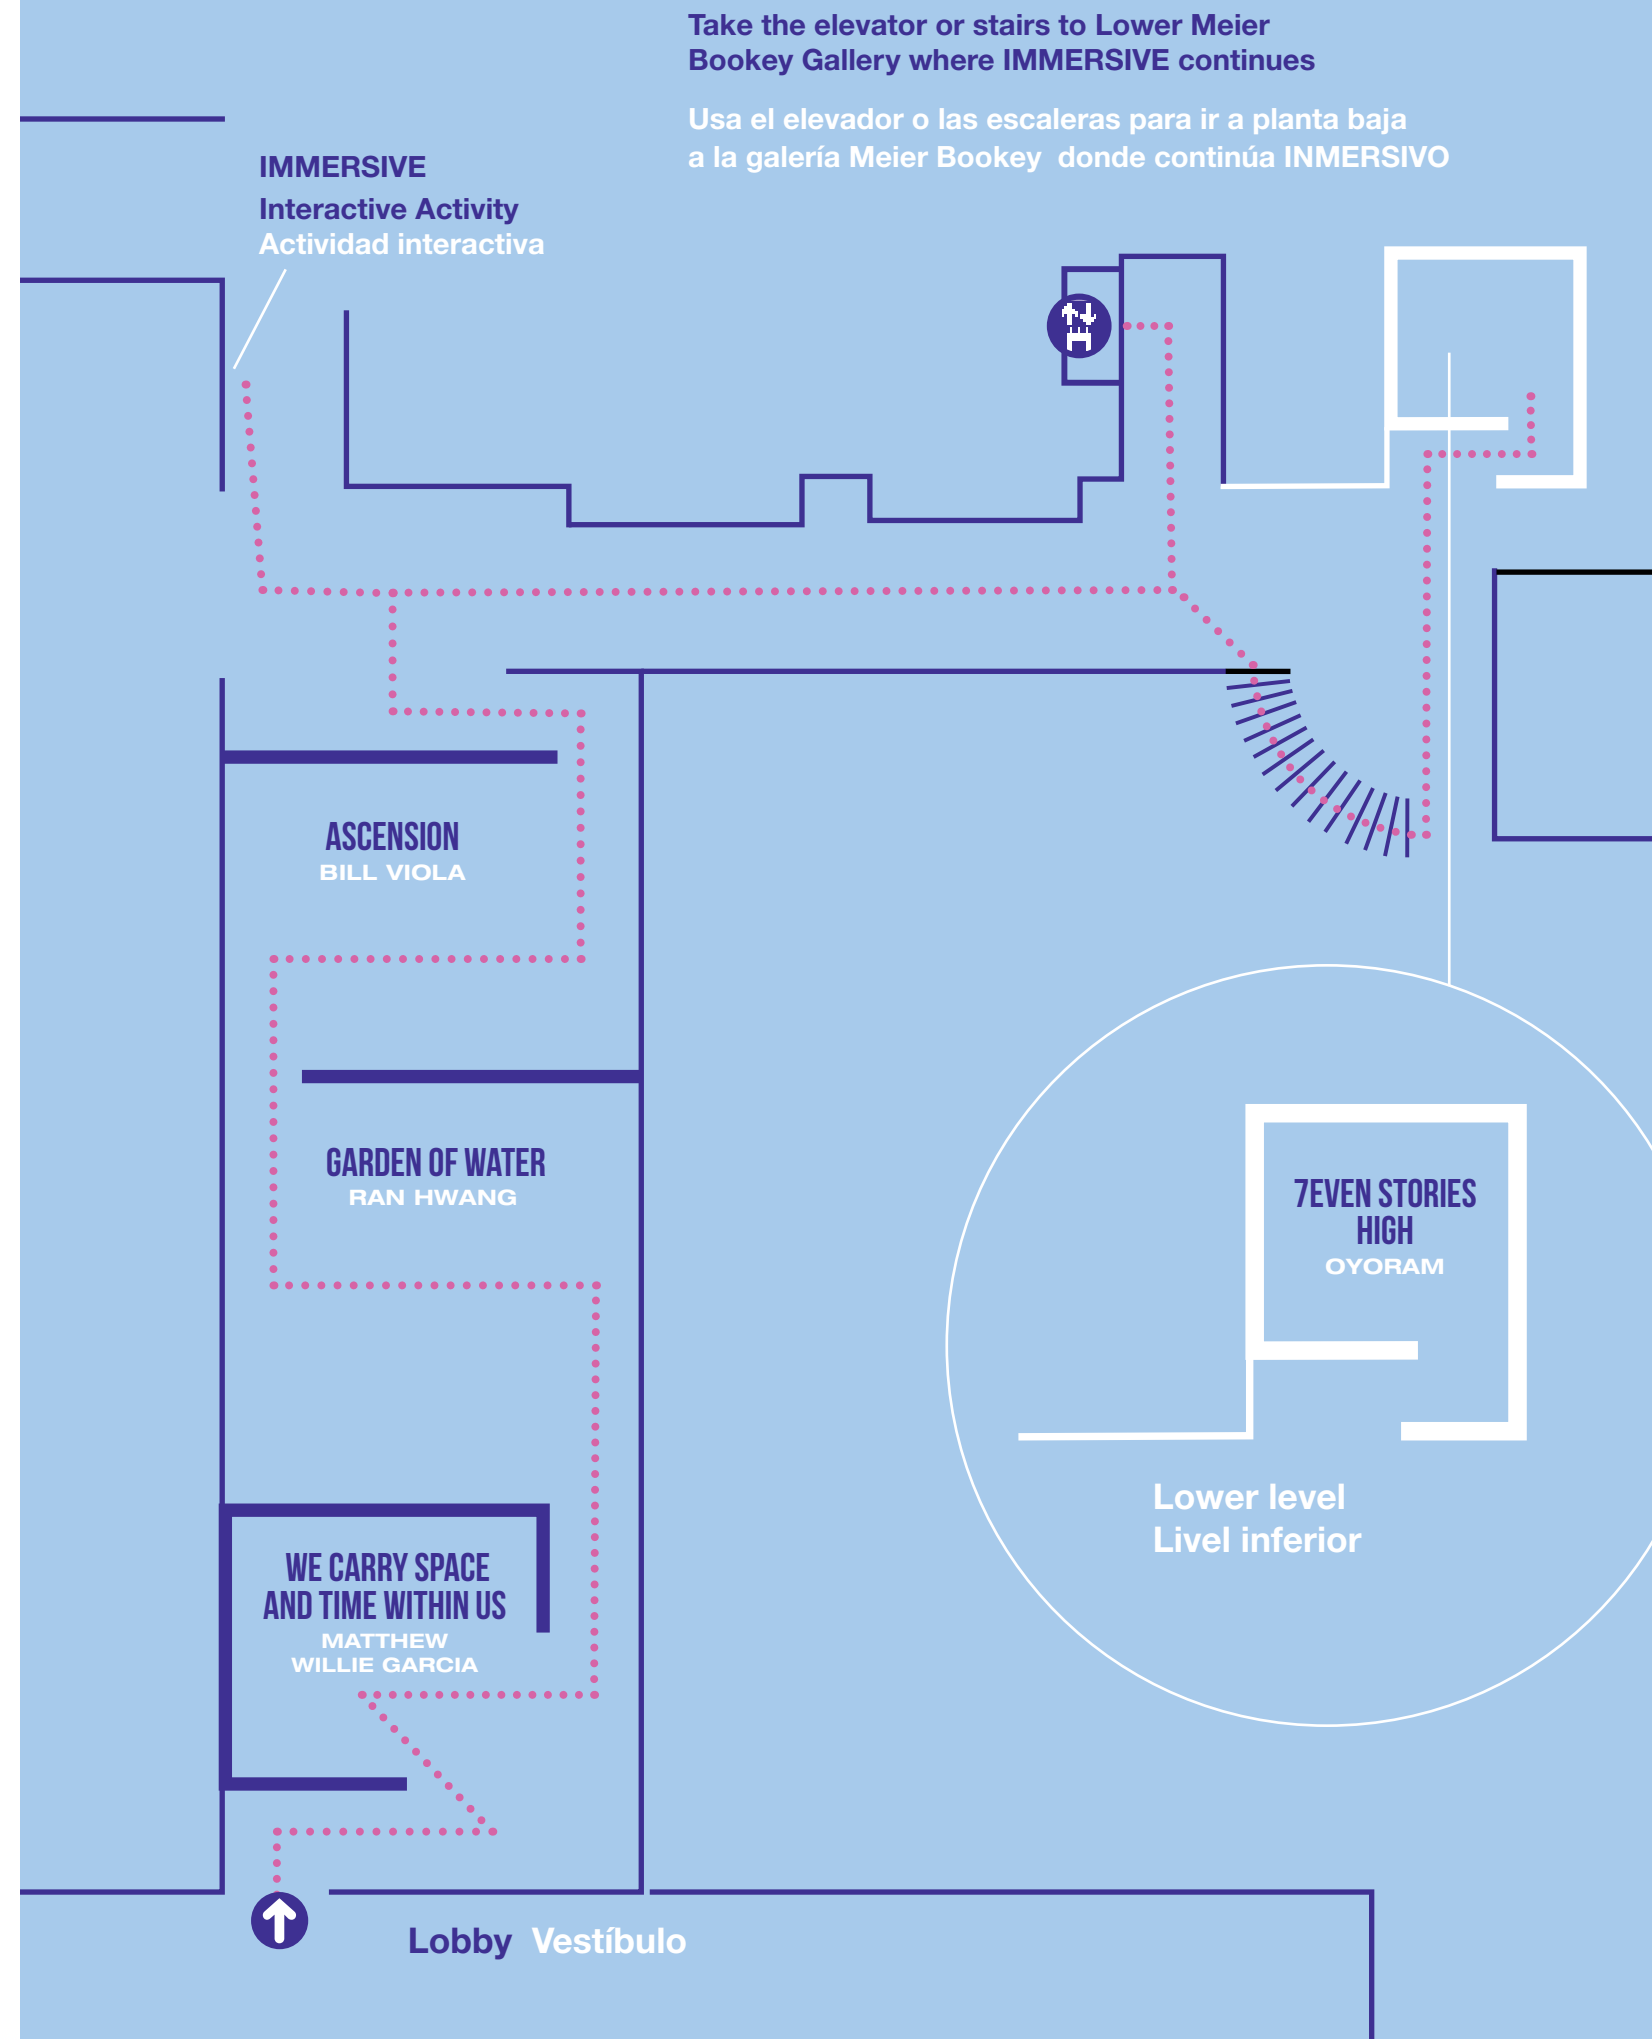 Take the elevator or stairs to Lower Meier
Bookey Gallery where IMMERSIVE continues
Usa el elevador o las escaleras para ir a planta baja
a la galería Meier Bookey donde continúa INMERSIVO
IMMERSIVE
Interactive Activity
Actividad interactiva
ASCENSION
BILL VIOLA
GARDEN OF WATER
RAN HWANG
7EVEN STORIES
HIGH
OYORAM
Lower level
Livel inferior
WE CARRY SPACE
AND TIME WITHIN US
MATTHEW
WILLIE GARCIA
Lobby Vestíbulo